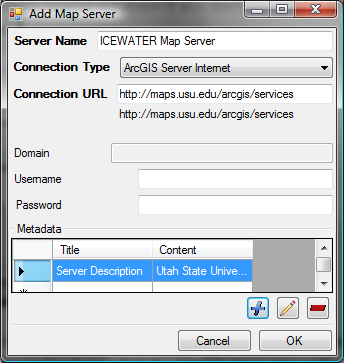 Add Map Server
Server Name ICEWATER Map Server
Connection Type ArcGIS Server Internet
Connection URL http://maps.usu.edu/arcgis/services
http://maps.usu.edu/arcgis/services
Domain
Username
Password
Metadata
Title Content
Server Description Utah State Unive...
Cancel OK